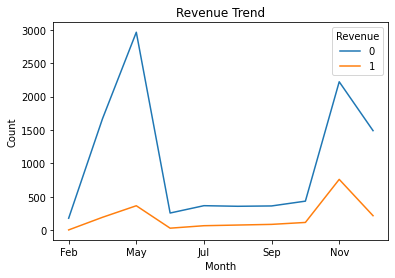 Revenue Trend
3000
2500
2000
1500
1000
500
0
Count
Revenue
0
1
Feb
May
Jul
Sep
Nov
Month